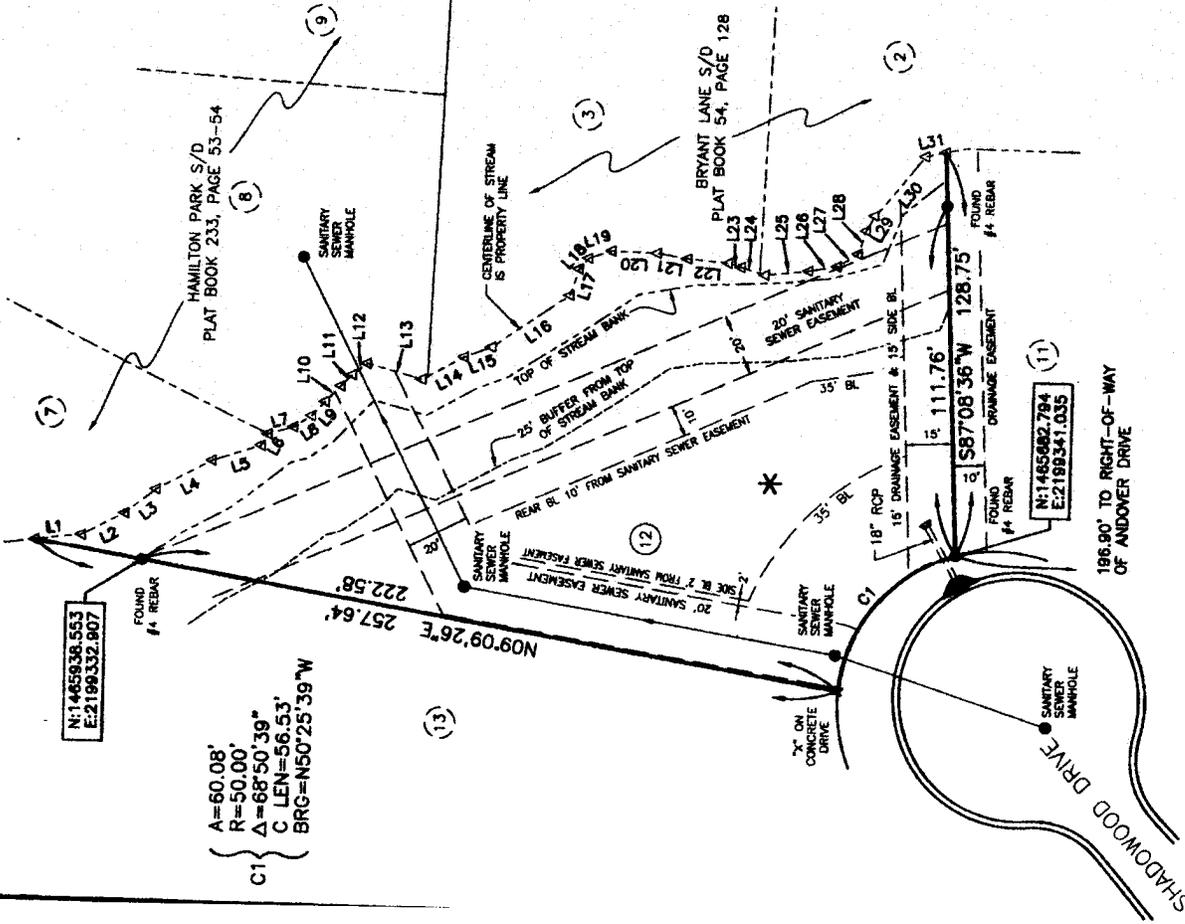 9
HAMILTON PARK S/D
PLAT BOOK 233, PAGE 53-54
8
7
SANITARY
SEWER
MANHOLE
BRYANT LANE S/D
PLAT BOOK 54, PAGE 128
3
2
CENTERLINE OF STREAM
IS PROPERTY LINE
L1
L2
L3
L4
L5
L6
L7
L8
L9
L10
L11
L12
L13
L14
L15
L16
L17
L18
L19
L20
L21
L22
L23
L24
L25
L26
L27
L28
L29
L30
L31
TOP OF STREAM BANK
25' BUFFER FROM TOP
OF STREAM BANK
20' SANITARY
SEWER EASEMENT
20'
10'
REAR BL 10' FROM SANITARY SEWER EASEMENT
35' BL
35' BL
N:1465938.553
E:2199332.907
FOUND
#4 REBAR
222.58'
257.64'
N09°09'26"E
20'
SANITARY
SEWER
MANHOLE
12
SIDE BL 2' FROM SANITARY SEWER EASEMENT
20' SANITARY SEWER EASEMENT
2'
*
13
C1
A=60.08'
R=50.00'
Δ=68°50'39"
C LEN=56.53'
BRG=N50°25'39"W
"X" ON
CONCRETE
DRIVE
SANITARY
SEWER
MANHOLE
C1
18" RCP
15' DRAINAGE EASEMENT & 15' SIDE BL
15'
111.76'
S87°08'36"W 128.75'
10'
DRAINAGE EASEMENT
FOUND
#4 REBAR
FOUND
#4 REBAR
11
N:1465682.794
E:2199341.035
196.90' TO RIGHT-OF-WAY
OF ANDOVER DRIVE
SANITARY
SEWER
MANHOLE
SHADOWOOD DRIVE